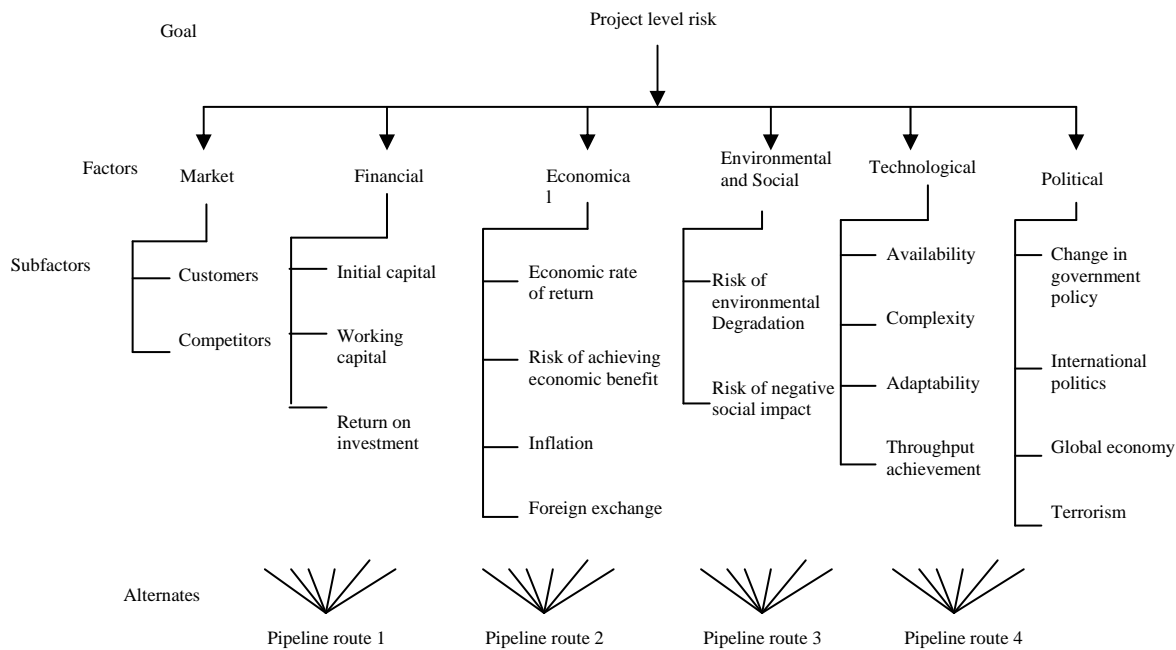 Goal
Project level risk
Factors
Market
Financial
Economica
l
Environmental
and Social
Technological
Political
Subfactors
Customers
Competitors
Initial capital
Working
capital
Return on
investment
Economic rate
of return
Risk of achieving
economic benefit
Inflation
Foreign exchange
Risk of
environmental
Degradation
Risk of negative
social impact
Availability
Complexity
Adaptability
Throughput
achievement
Change in
government
policy
International
politics
Global economy
Terrorism
Alternates
Pipeline route 1
Pipeline route 2
Pipeline route 3
Pipeline route 4